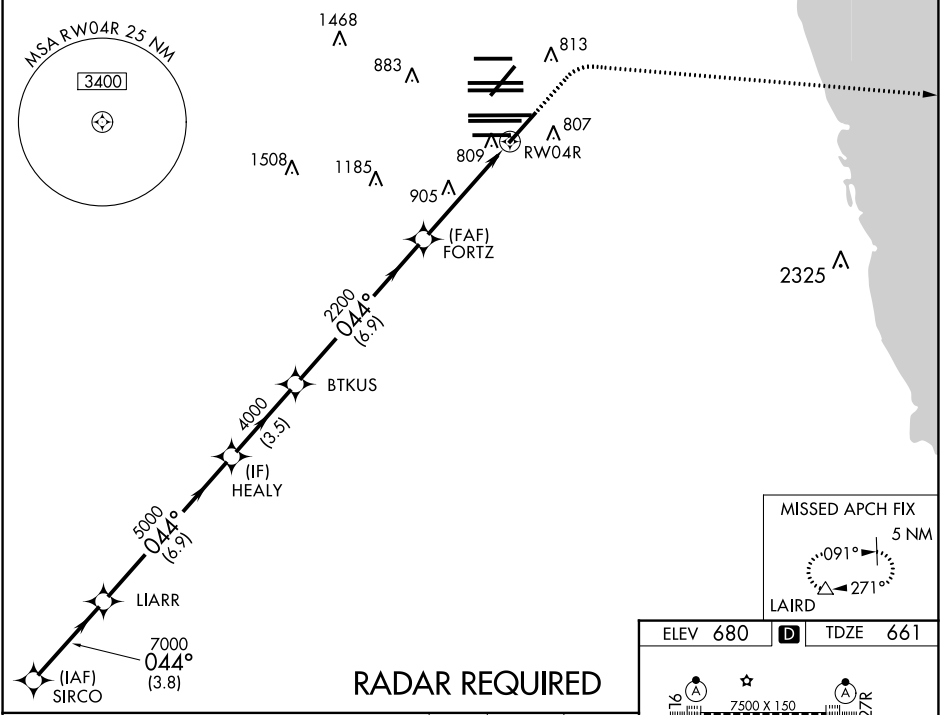 MSA RW04R 25 NM
3400
1468
883
813
807
809
RW04R
1508
1185
905
(FAF)
FORTZ
2325
2200
044°
(6.9)
BTKUS
4000
(3.5)
(IF)
HEALY
5000
044°
(6.9)
LIARR
7000
044°
(3.8)
(IAF)
SIRCO
RADAR REQUIRED
MISSED APCH FIX
5 NM
091°
271°
LAIRD
ELEV 680 D TDZE 661
A
A
7500 X 150
27R